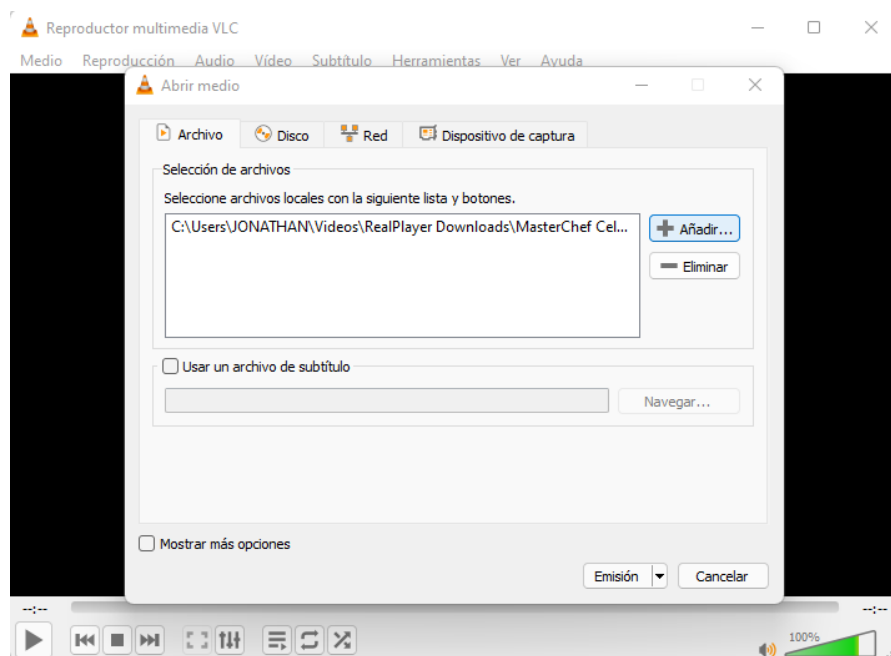 Reproductor multimedia VLC
Medio Reproducción Audio Vídeo Subtítulo Herramientas Ver Ayuda
Abrir medio
Archivo Disco Red Dispositivo de captura
Selección de archivos
Seleccione archivos locales con la siguiente lista y botones.
C:\Users\JONATHAN\Videos\RealPlayer Downloads\MasterChef Cel...
Añadir...
Eliminar
Usar un archivo de subtítulo
Navegar...
Mostrar más opciones
Emisión Cancelar
--:-- --:--
100%